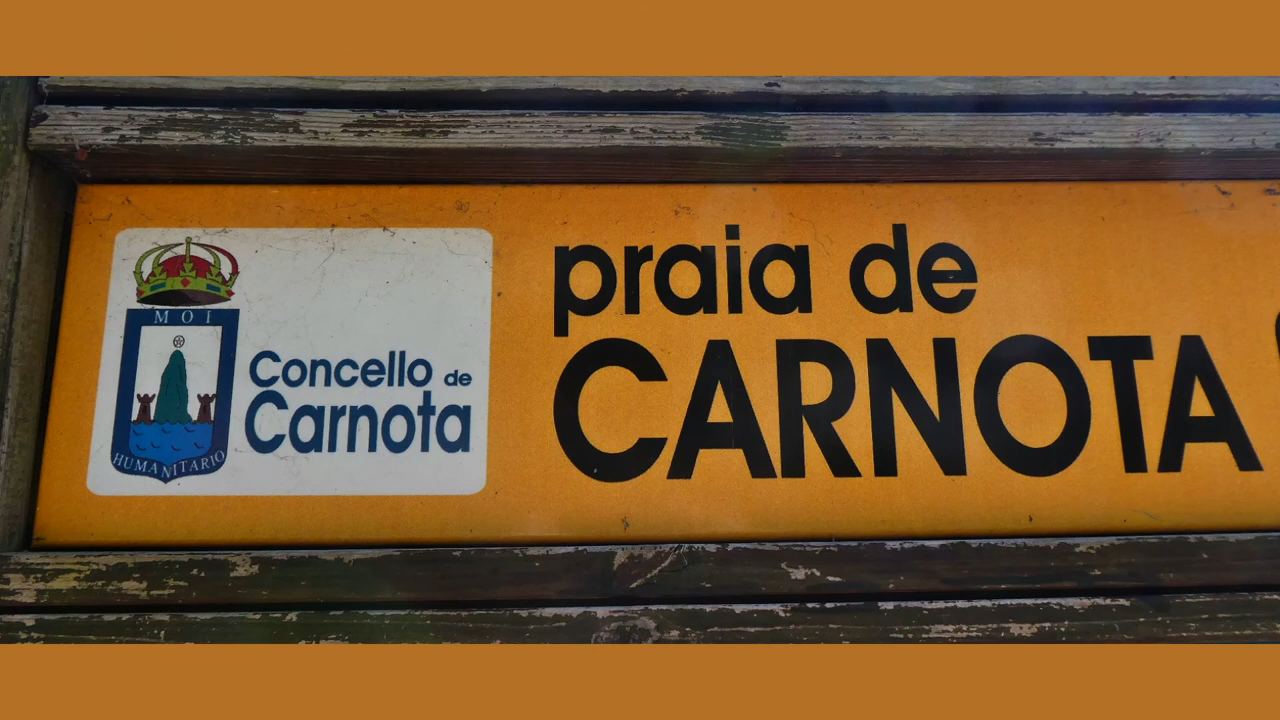 MOI
HUMANITARIO
Concello de
Carnota
praia de
CARNOTA